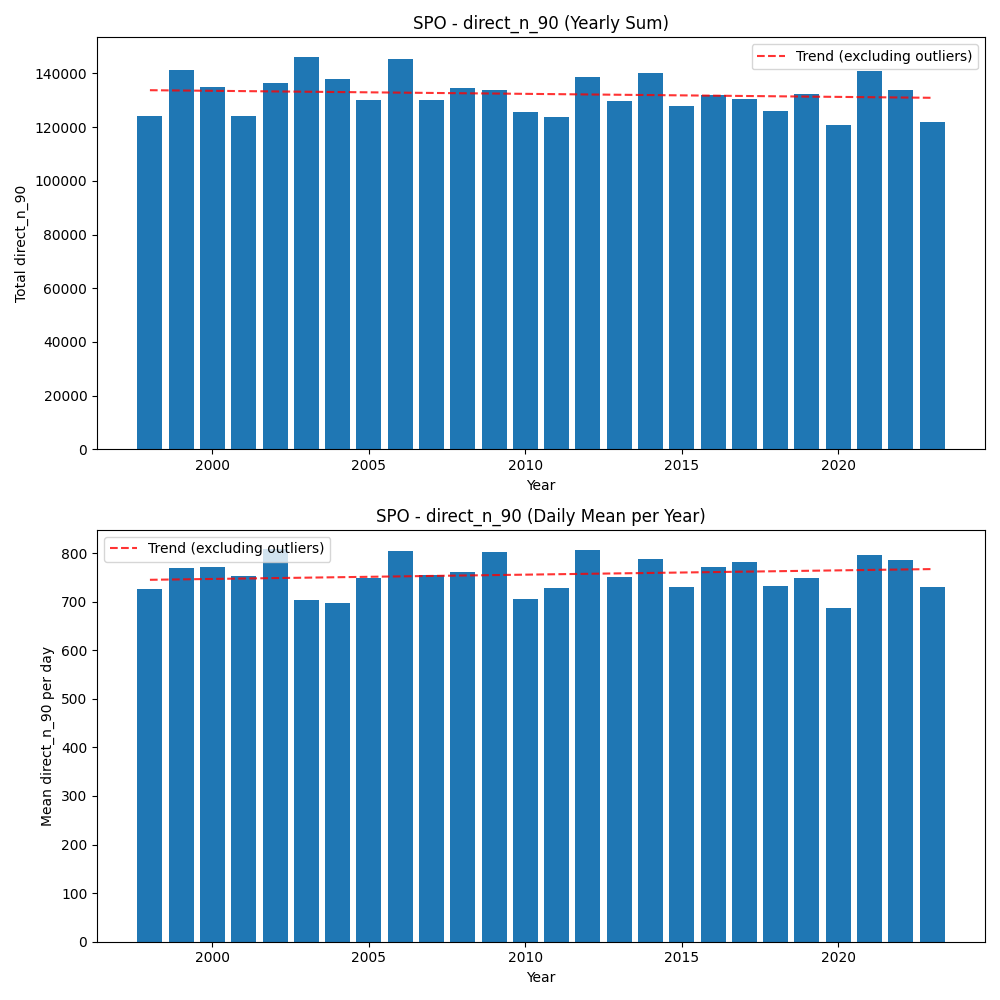 SPO - direct_n_90 (Yearly Sum)
Trend (excluding outliers)
140000
120000
100000
80000
60000
40000
20000
0
Total direct_n_90
2000 2005 2010 2015 2020
Year
SPO - direct_n_90 (Daily Mean per Year)
Trend (excluding outliers)
800
700
600
500
400
300
200
100
0
Mean direct_n_90 per day
2000 2005 2010 2015 2020
Year